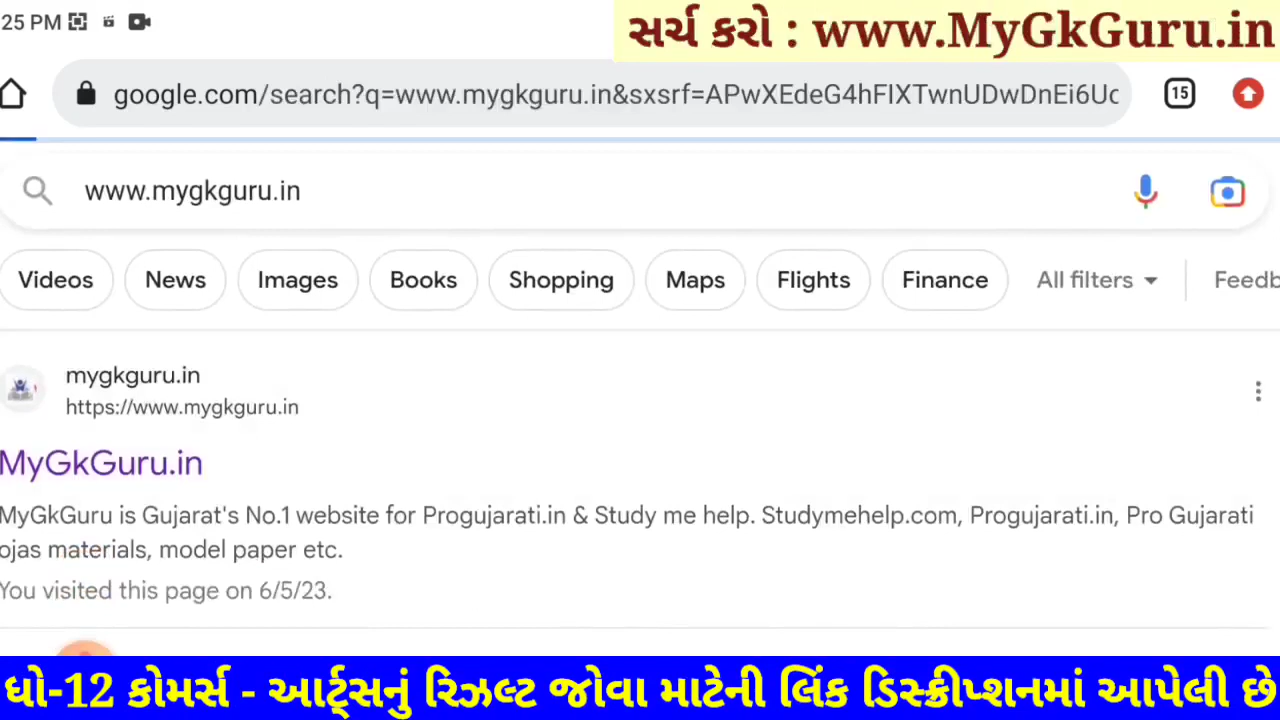 25 PM
સર્ચ કરો : www.MyGkGuru.in
google.com/search?q=www.mygkguru.in&sxsrf=APwXEdeG4hFIXTwnUDwDnEi6Uc
15
www.mygkguru.in
Videos News Images Books Shopping Maps Flights Finance All filters Feedb
mygkguru.in
https://www.mygkguru.in
MyGkGuru.in
MyGkGuru is Gujarat's No.1 website for Progujarati.in & Study me help. Studymehelp.com, Progujarati.in, Pro Gujarati
ojas materials, model paper etc.
You visited this page on 6/5/23.
ધો-12 કોમર્સ - આર્ટ્સનું રિઝલ્ટ જોવા માટેની લિંક ડિસ્ક્રીપ્શનમાં આપેલી છે